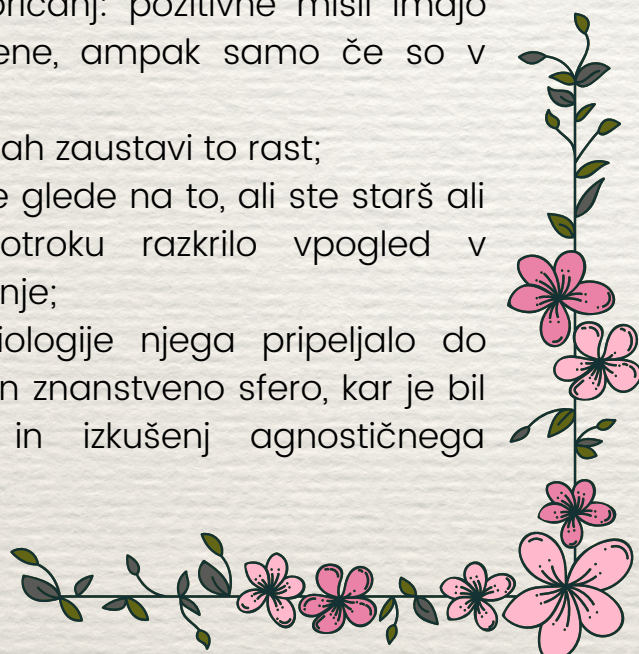 pričanj: pozitivne misli imajo
ene, ampak samo če so v
ah zaustavi to rast;
e glede na to, ali ste starš ali
otroku razkrilo vpogled v
nje;
iologije njega pripeljalo do
n znanstveno sfero, kar je bil
in izkušenj agnostičnega